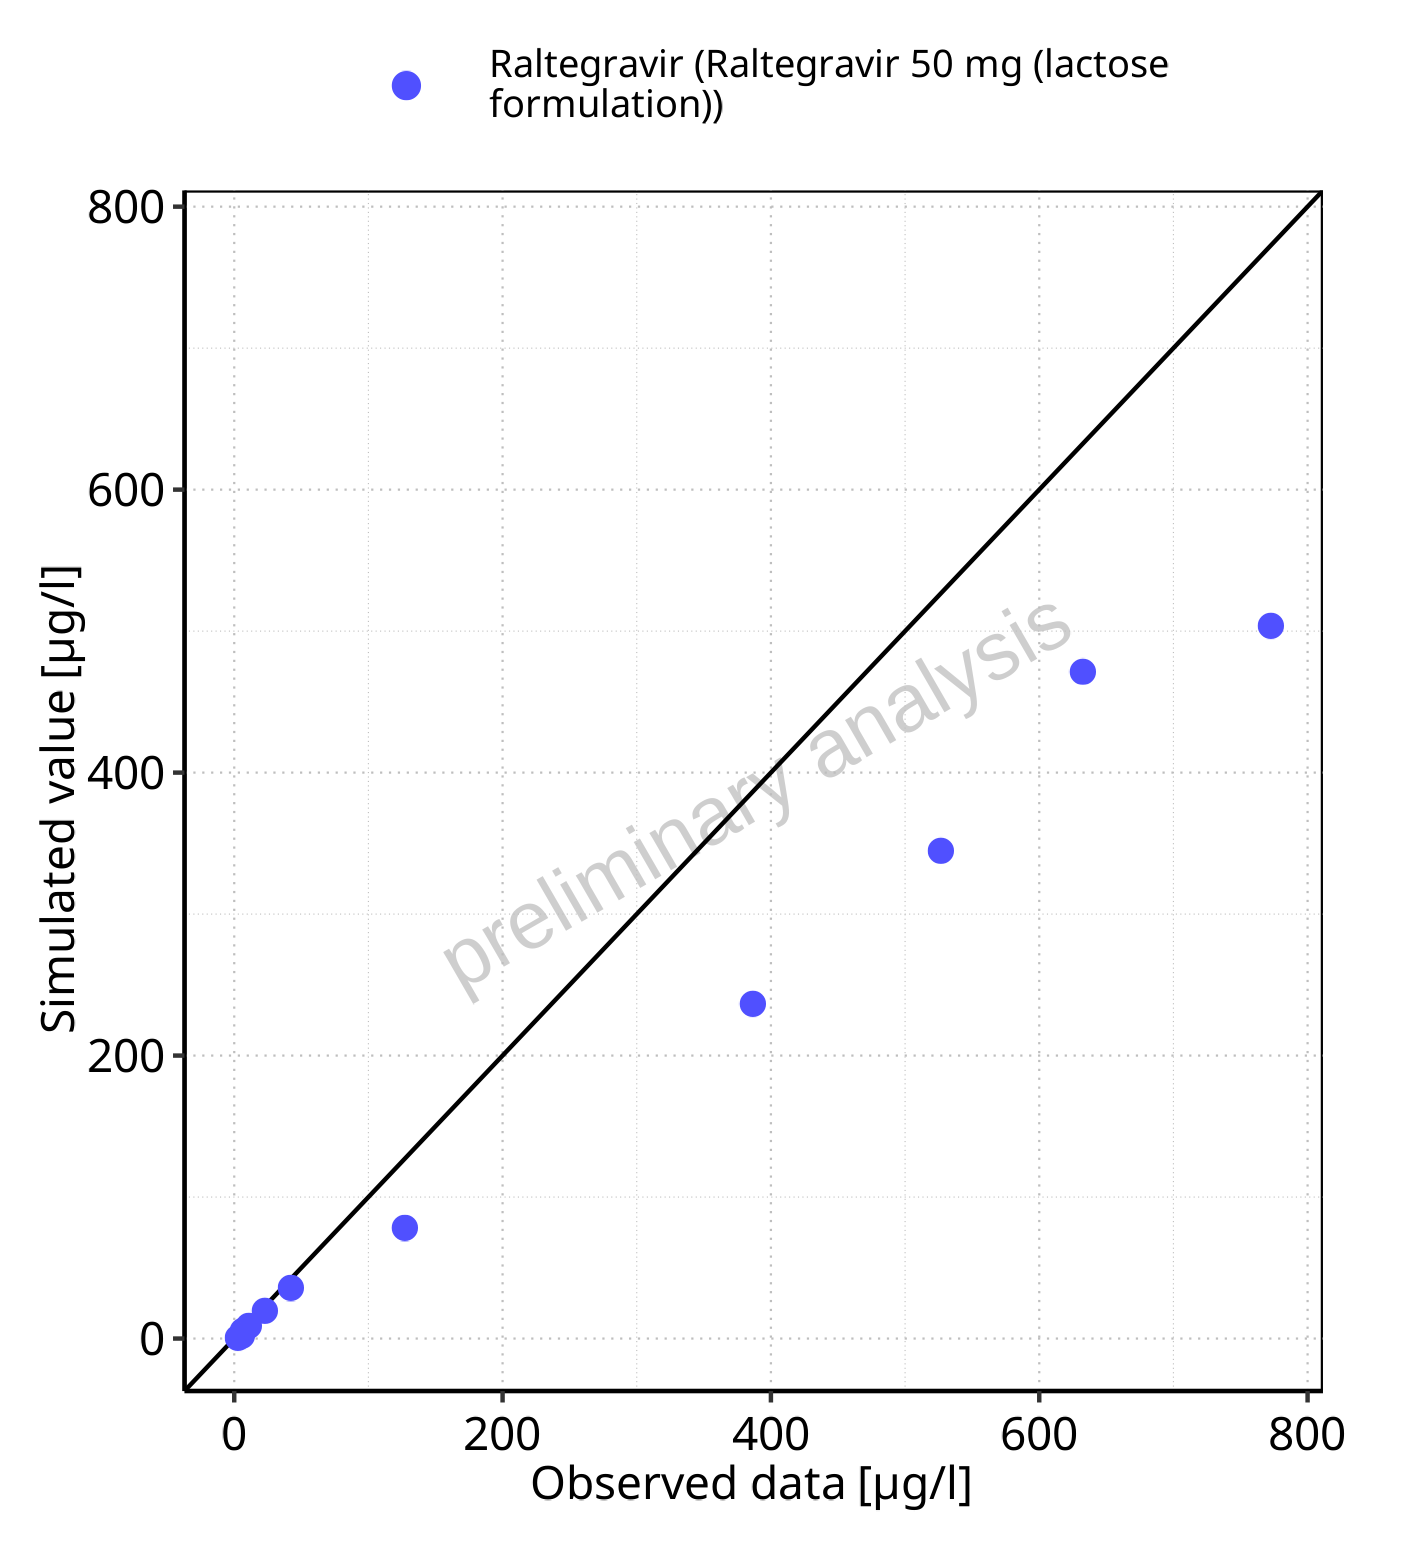 Raltegravir (Raltegravir 50 mg (lactose
formulation))
800
600
400
200
0
Simulated value [µg/l]
preliminary analysis
0 200 400 600 800
Observed data [µg/l]